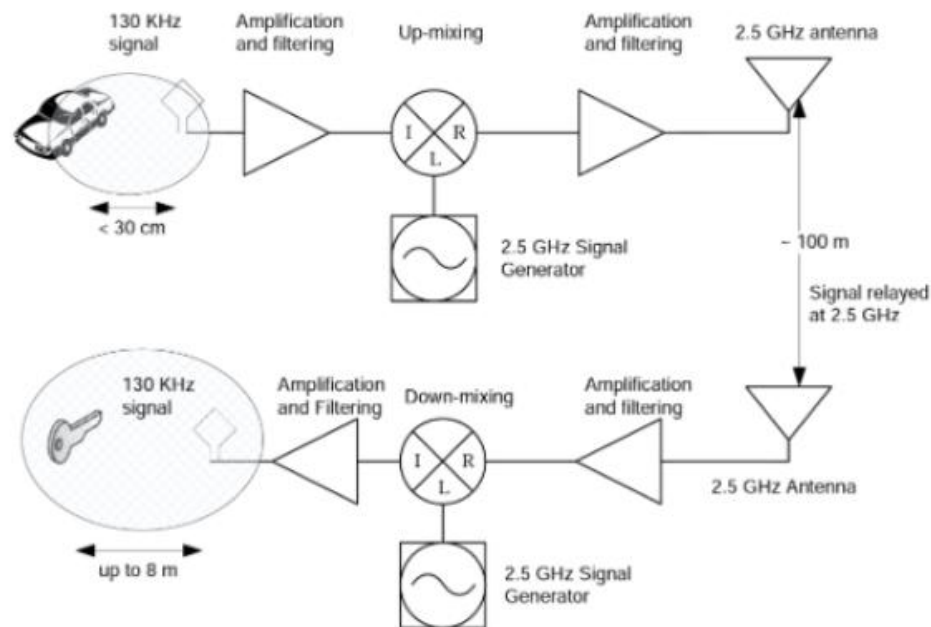 130 KHz
signal
Amplification
and filtering
Up-mixing
Amplification
and filtering
2.5 GHz antenna
I
R
L
< 30 cm
2.5 GHz Signal
Generator
~ 100 m
Signal relayed
at 2.5 GHz
130 KHz
signal
Amplification
and Filtering
Down-mixing
Amplification
and filtering
I
R
L
2.5 GHz Antenna
up to 8 m
2.5 GHz Signal
Generator